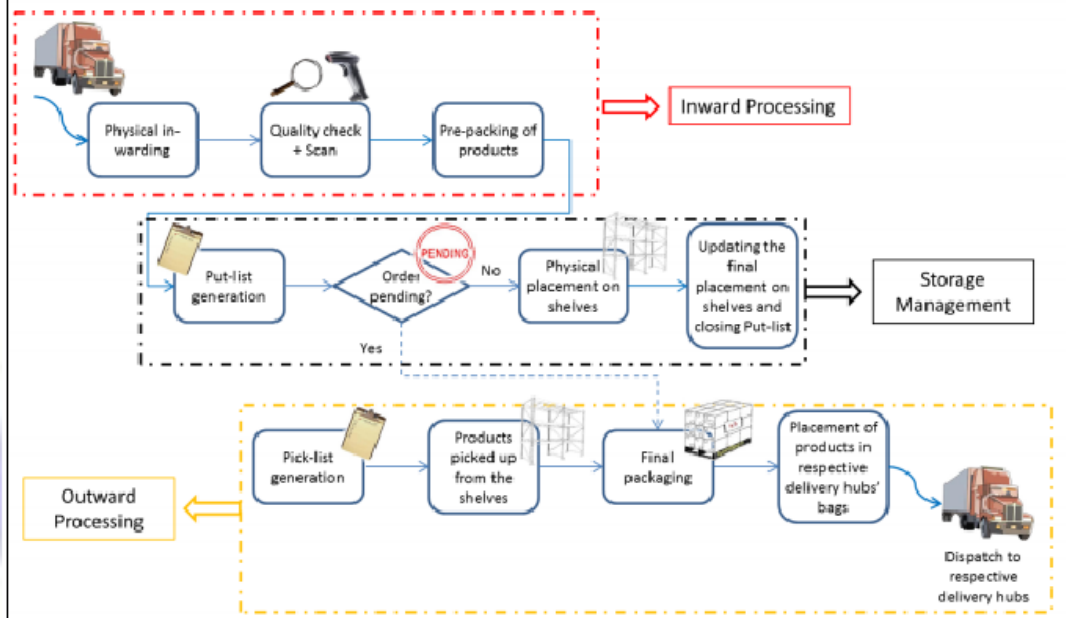 Physical in-
warding
Quality check
+ Scan
Pre-packing of
products
Inward Processing
Put-list
generation
Order
pending?
PENDING
No
Yes
Physical
placement on
shelves
Updating the
final
placement on
shelves and
closing Put-list
Storage
Management
Outward
Processing
Pick-list
generation
Products
picked up
from the
shelves
Final
packaging
Placement of
products in
respective
delivery hubs'
bags
Dispatch to
respective
delivery hubs